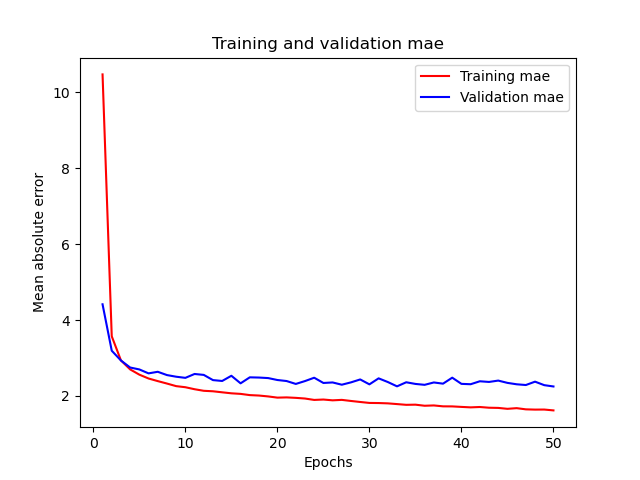 Training and validation mae
Training mae
Validation mae
Mean absolute error
10
8
6
4
2
0
10
20
30
40
50
Epochs